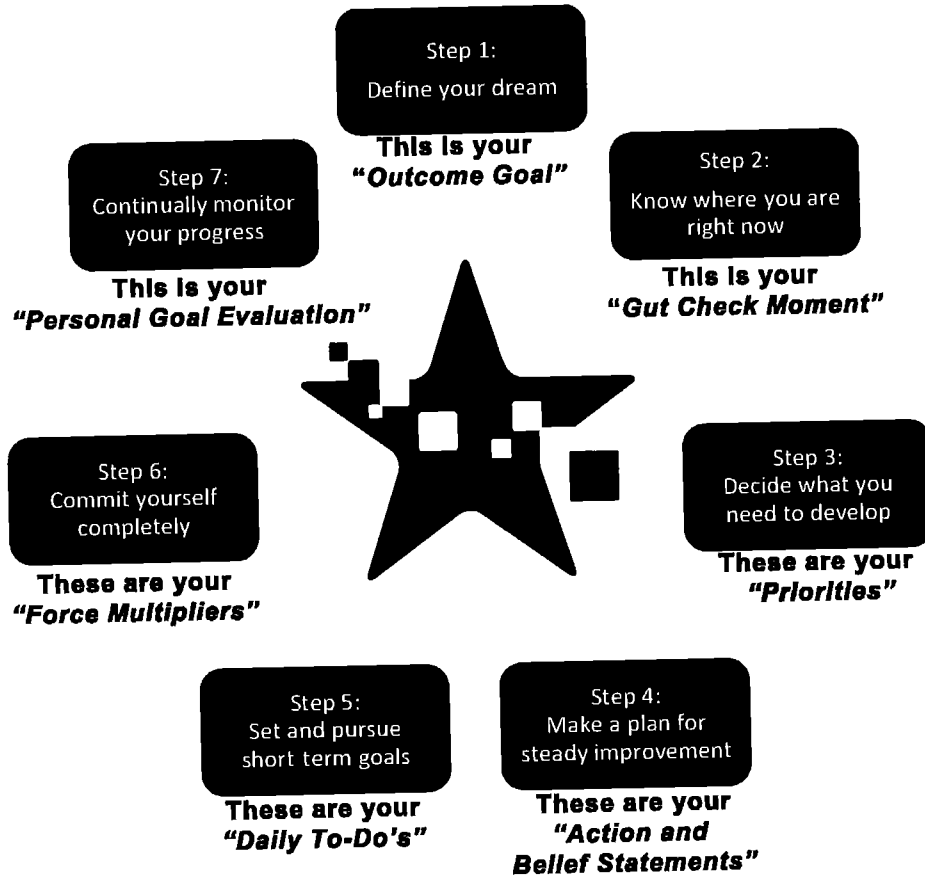 Step 1:
Define your dream
This is your
“Outcome Goal”
Step 2:
Know where you are
right now
This is your
“Gut Check Moment”
Step 3:
Decide what you
need to develop
These are your
“Priorities”
Step 4:
Make a plan for
steady improvement
These are your
“Action and
Belief Statements”
Step 5:
Set and pursue
short term goals
These are your
“Daily To-Do's”
Step 6:
Commit yourself
completely
These are your
“Force Multipliers”
Step 7:
Continually monitor
your progress
This is your
“Personal Goal Evaluation”